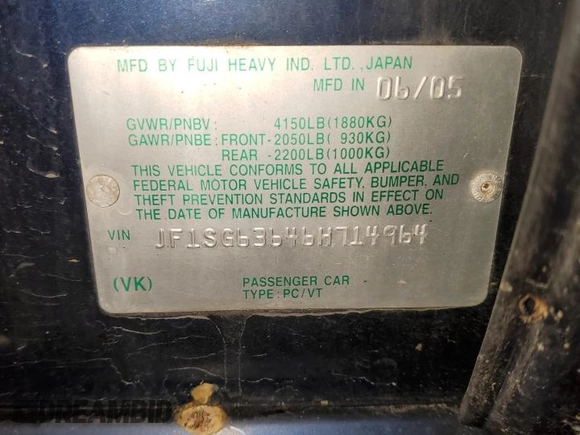 MFD BY FUJI HEAVY IND. LTD. ,JAPAN
MFD IN 06/05
GVWR/PNBV: 4150LB(1880KG)
GAWR/PNBE: FRONT-2050LB( 930KG)
REAR -2200LB(1000KG)
THIS VEHICLE CONFORMS TO ALL APPLICABLE
FEDERAL MOTOR VEHICLE SAFETY, BUMPER, AND
THEFT PREVENTION STANDARDS IN EFFECT ON
THE DATE OF MANUFACTURE SHOWN ABOVE.
VIN JF1SG63646H714964
(VK) PASSENGER CAR
TYPE:PC/VT